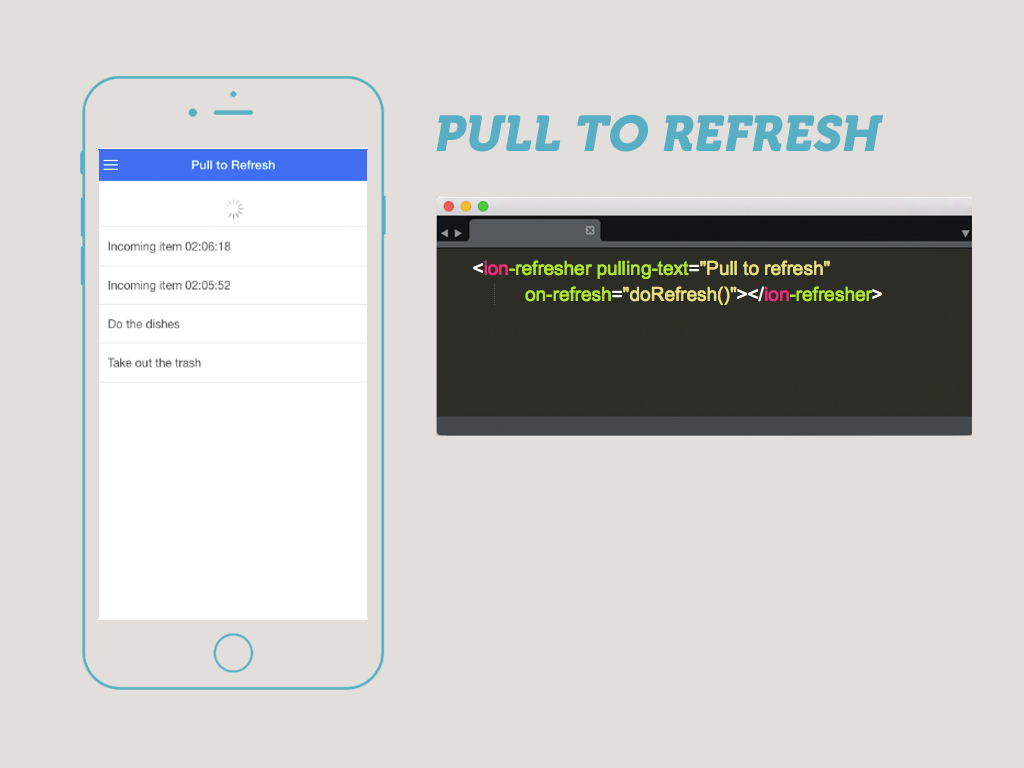 PULL TO REFRESH
Pull to Refresh
Incoming item 02:06:18
Incoming item 02:05:52
Do the dishes
Take out the trash
<ion-refresher pulling-text="Pull to refresh"
on-refresh="doRefresh()"></ion-refresher>